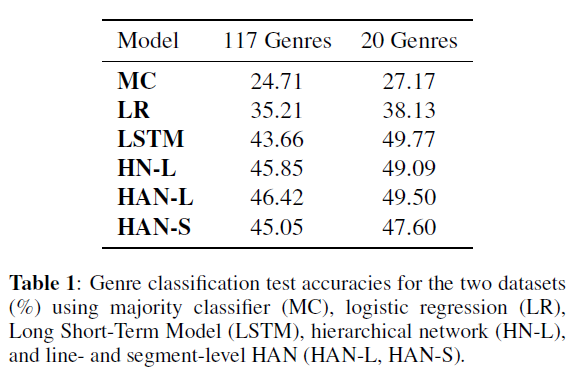 Model 117 Genres 20 Genres
MC 24.71 27.17
LR 35.21 38.13
LSTM 43.66 49.77
HN-L 45.85 49.09
HAN-L 46.42 49.50
HAN-S 45.05 47.60
Table 1: Genre classification test accuracies for the two datasets
(%) using majority classifier (MC), logistic regression (LR),
Long Short-Term Model (LSTM), hierarchical network (HN-L),
and line- and segment-level HAN (HAN-L, HAN-S).